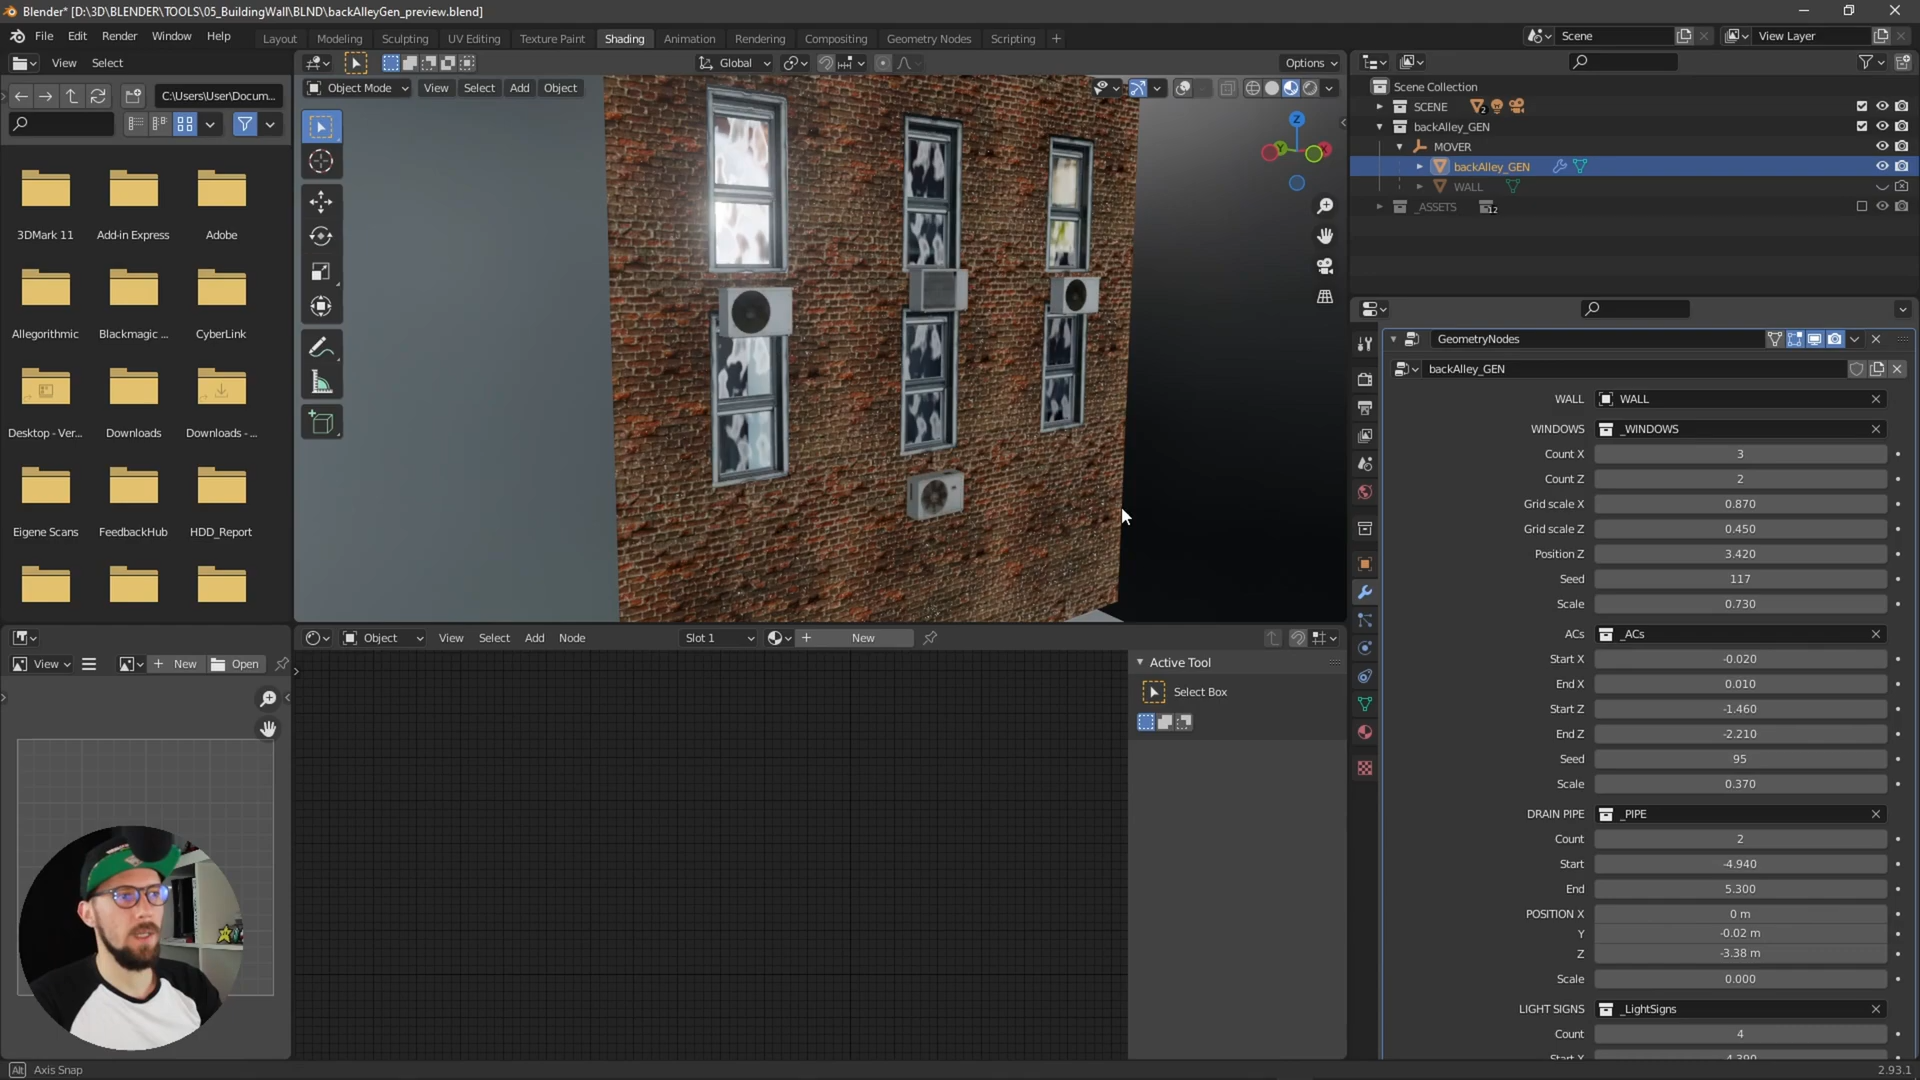 Blender* [D:\3D\BLENDER\TOOLS\05_BuildingWall\BLND\backAlleyGen_preview.blend]
File Edit Render Window Help
Layout Modeling Sculpting UV Editing Texture Paint Shading Animation Rendering Compositing Geometry Nodes Scripting +
Scene
View Layer
View Select
Global
Options
C:\Users\User\Docum...
Object Mode View Select Add Object
Scene Collection
SCENE
2
backAlley_GEN
MOVER
backAlley_GEN
WALL
_ASSETS
12
3DMark 11 Add-in Express Adobe
Allegorithmic Blackmagic ... CyberLink
Desktop - Ver... Downloads Downloads - ...
Eigene Scans FeedbackHub HDD_Report
Z
Y
X
GeometryNodes
backAlley_GEN
WALL WALL
WINDOWS _WINDOWS
Count X 3
Count Z 2
Grid scale X 0.870
Grid scale Z 0.450
Position Z 3.420
Seed 117
Scale 0.730
ACs _ACs
Start X -0.020
End X 0.010
Start Z -1.460
End Z -2.210
Seed 95
Scale 0.370
DRAIN PIPE _PIPE
Count 2
Start -4.940
End 5.300
POSITION X 0 m
Y -0.02 m
Z -3.38 m
Scale 0.000
LIGHT SIGNS _LightSigns
Count 4
Start X 4.390
View + New Open
Object View Select Add Node
Slot 1
+ New
Active Tool
Select Box
Alt Axis Snap
2.93.1